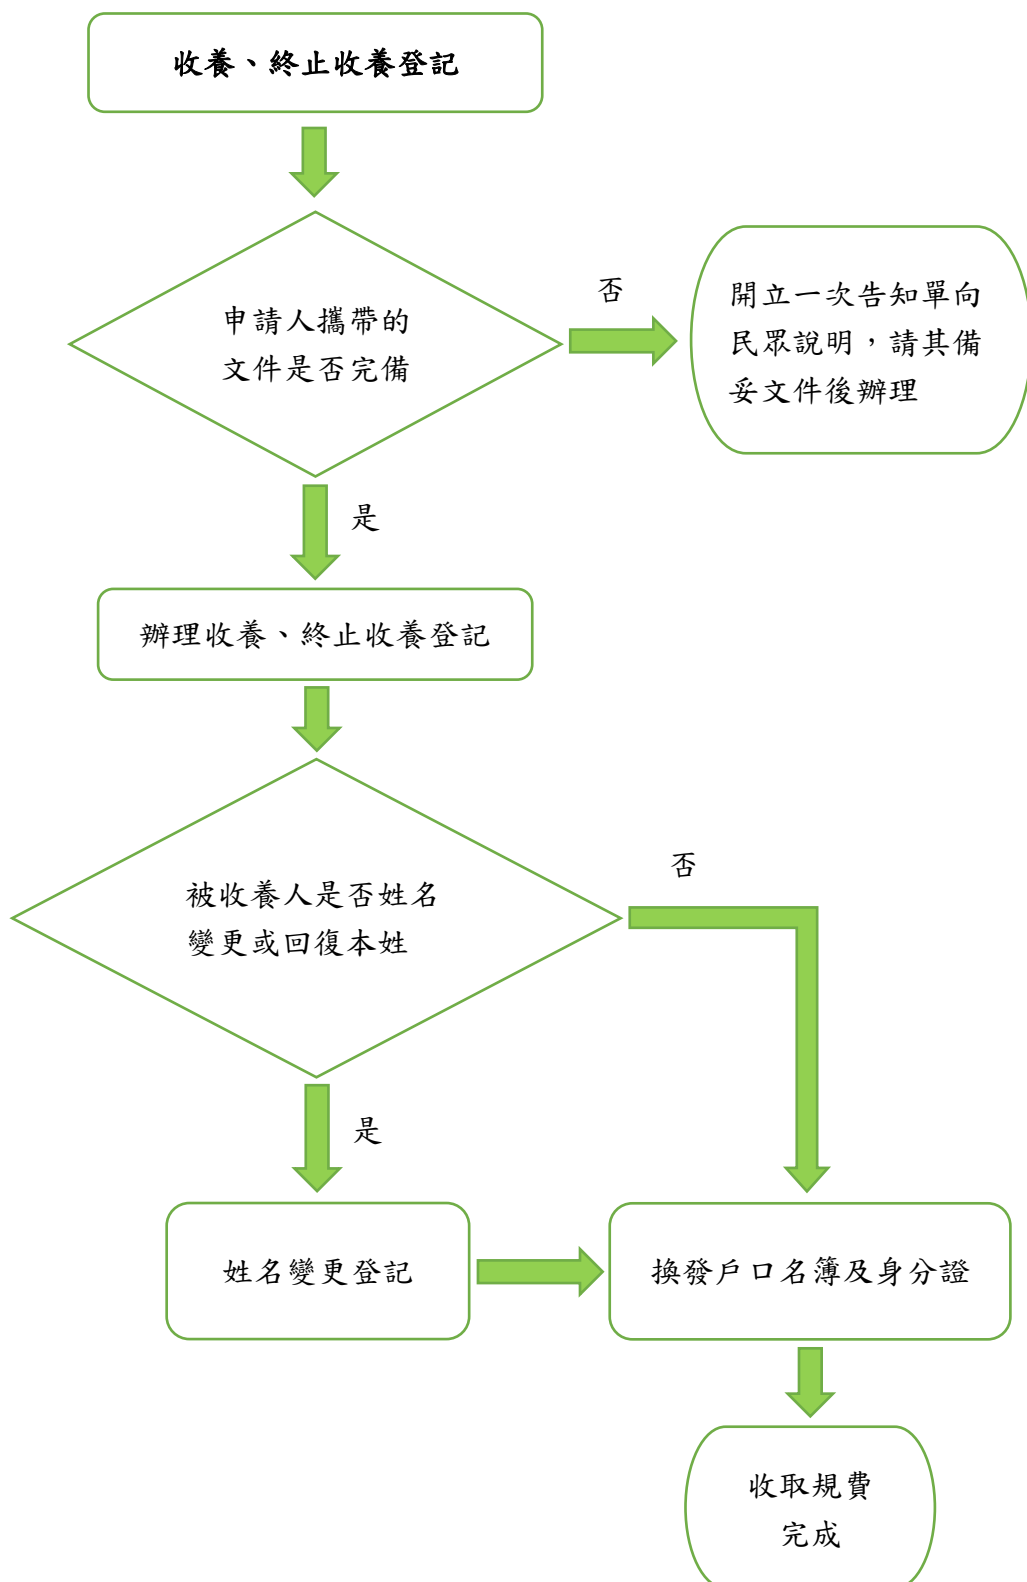 收養、終止收養登記
申請人攜帶的
文件是否完備
否
開立一次告知單向
民眾說明，請其備
妥文件後辦理
是
辦理收養、終止收養登記
被收養人是否姓名
變更或回復本姓
否
是
姓名變更登記
換發戶口名簿及身分證
收取規費
完成